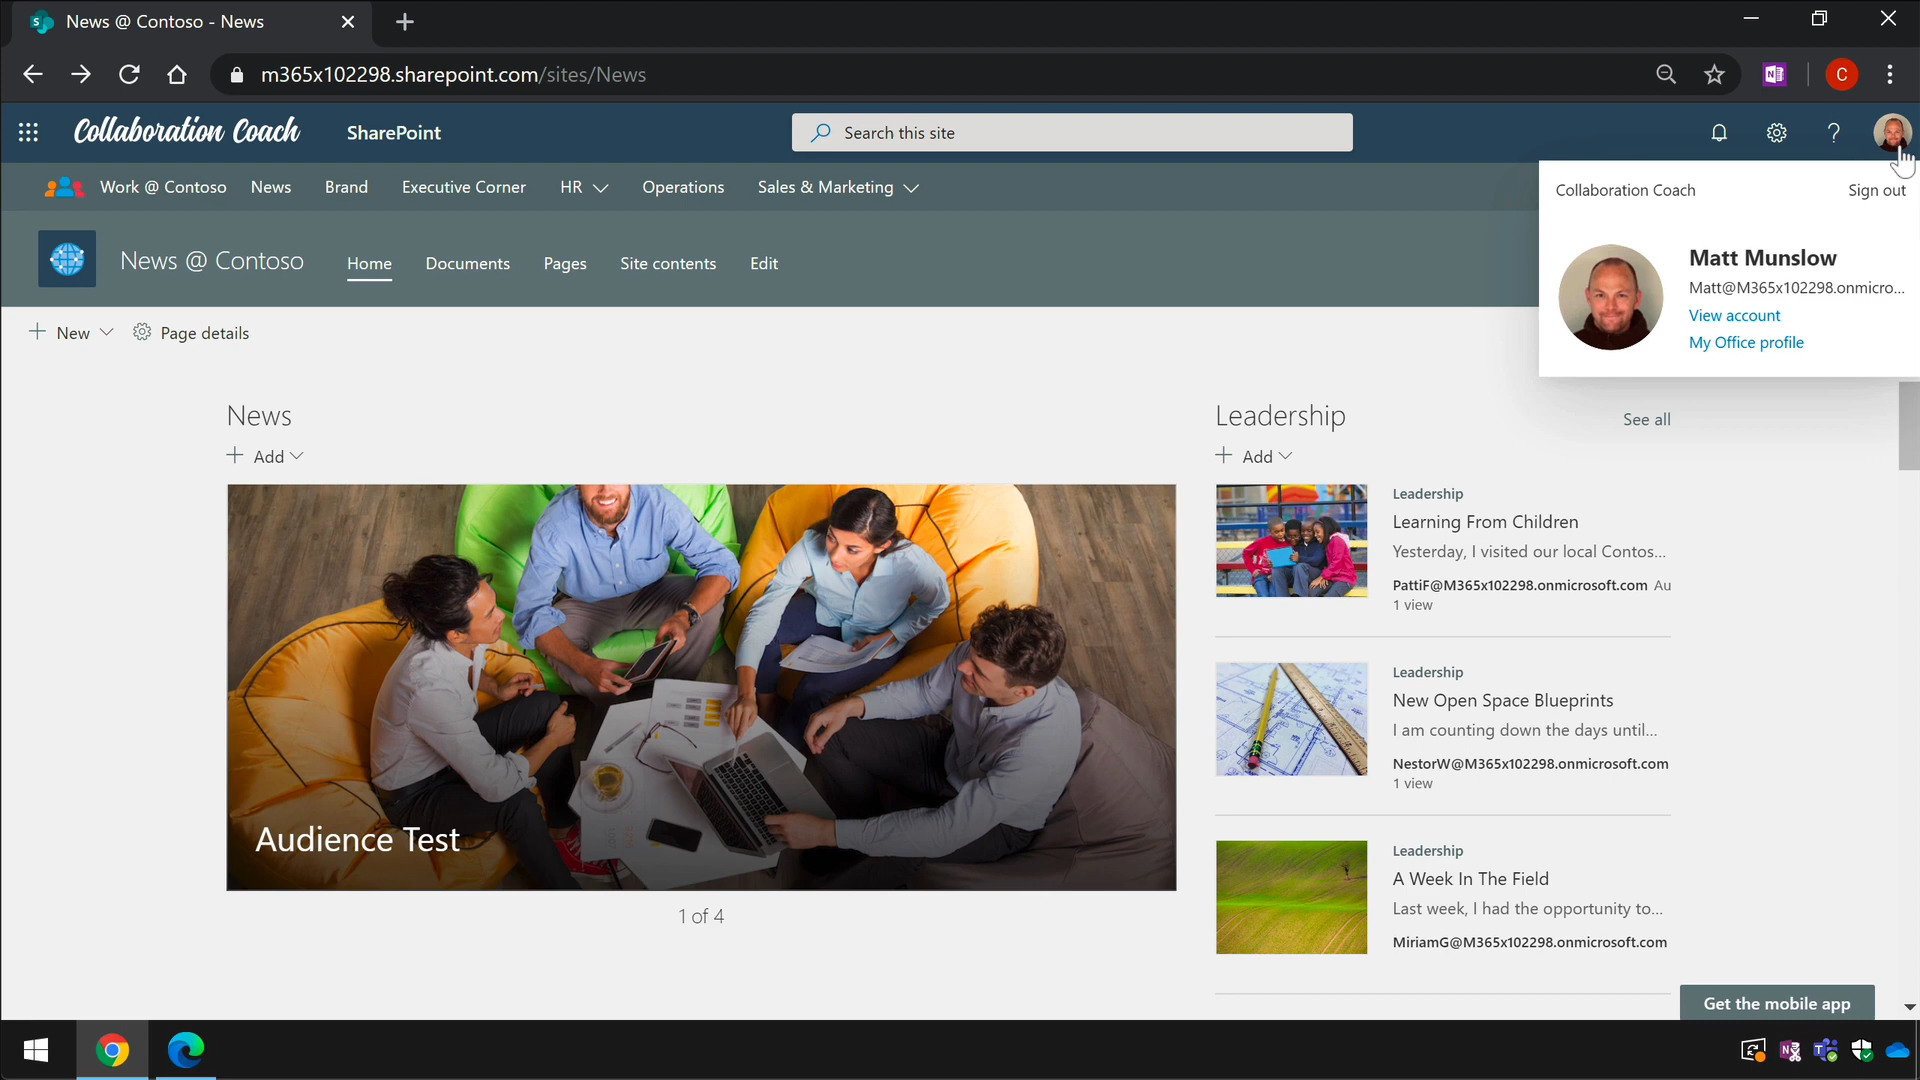 News @ Contoso - News
m365x102298.sharepoint.com/sites/News
C
Collaboration Coach
SharePoint
Search this site
Work @ Contoso
News
Brand
Executive Corner
HR
Operations
Sales & Marketing
Collaboration Coach
Sign out
Matt Munslow
Matt@M365x102298.onmicro...
View account
My Office profile
News @ Contoso
Home
Documents
Pages
Site contents
Edit
New
Page details
News
Add
Audience Test
1 of 4
Leadership
See all
Add
Leadership
Learning From Children
Yesterday, I visited our local Contos...
PattiF@M365x102298.onmicrosoft.com Au
1 view
Leadership
New Open Space Blueprints
I am counting down the days until...
NestorW@M365x102298.onmicrosoft.com
1 view
Leadership
A Week In The Field
Last week, I had the opportunity to...
MiriamG@M365x102298.onmicrosoft.com
Get the mobile app